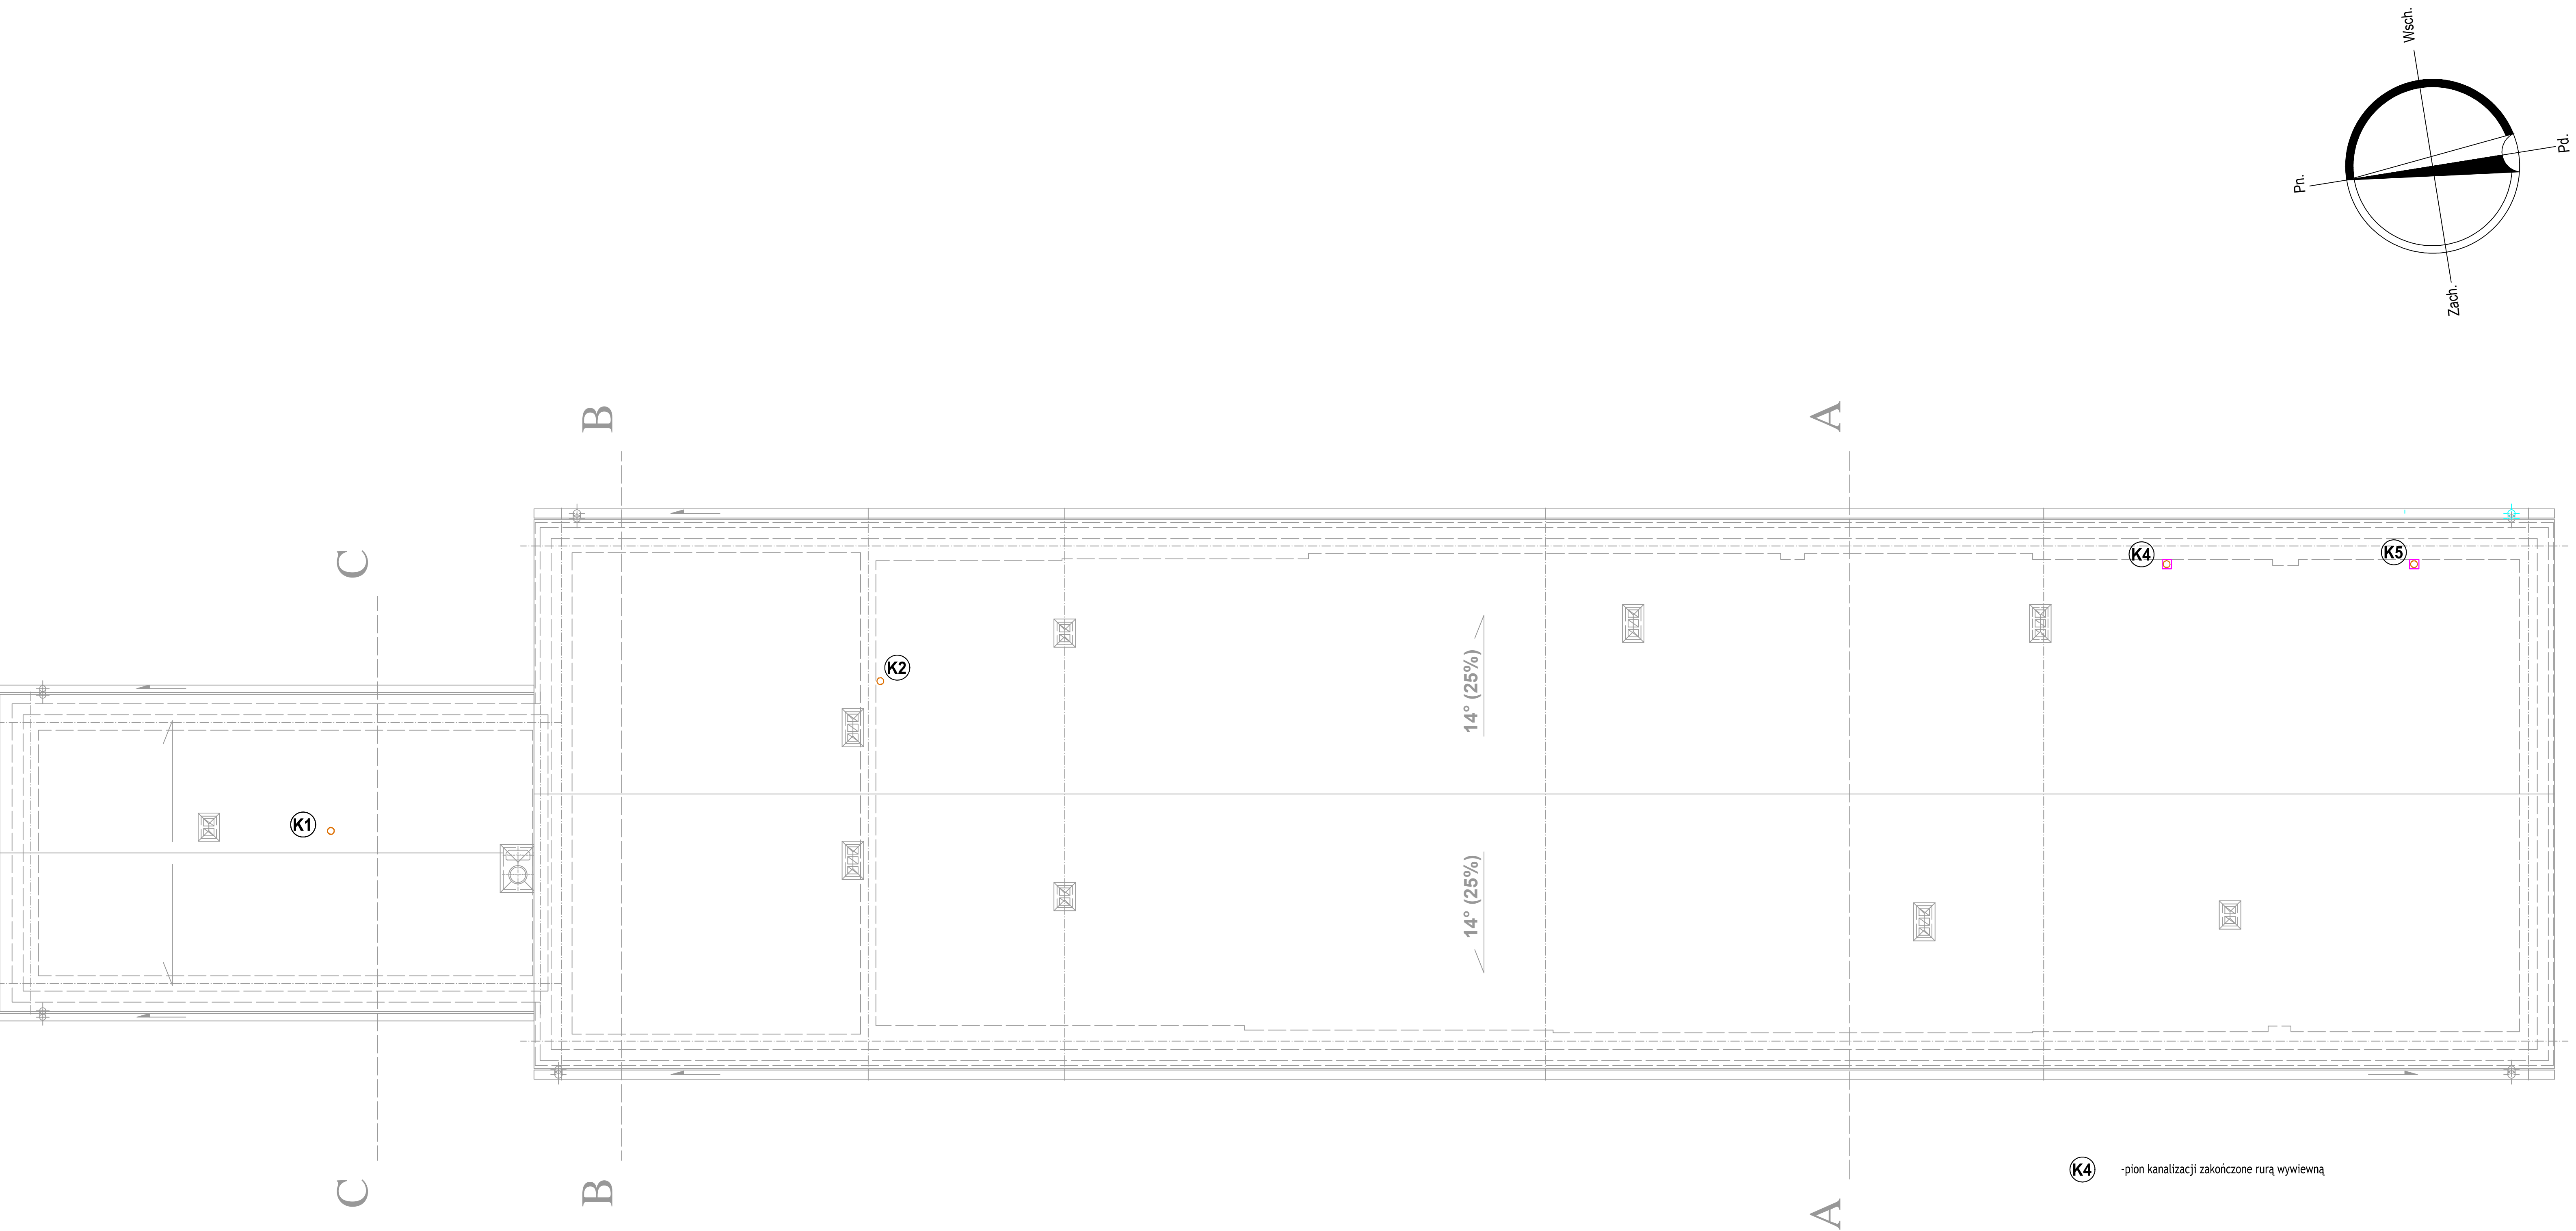 Wsch.
Pd.
Pn.
Zach.
B
A
C
K4
K5
K2
14° (25%)
K1
14° (25%)
K4 -pion kanalizacji zakończone rurą wywiewną
C
B
A